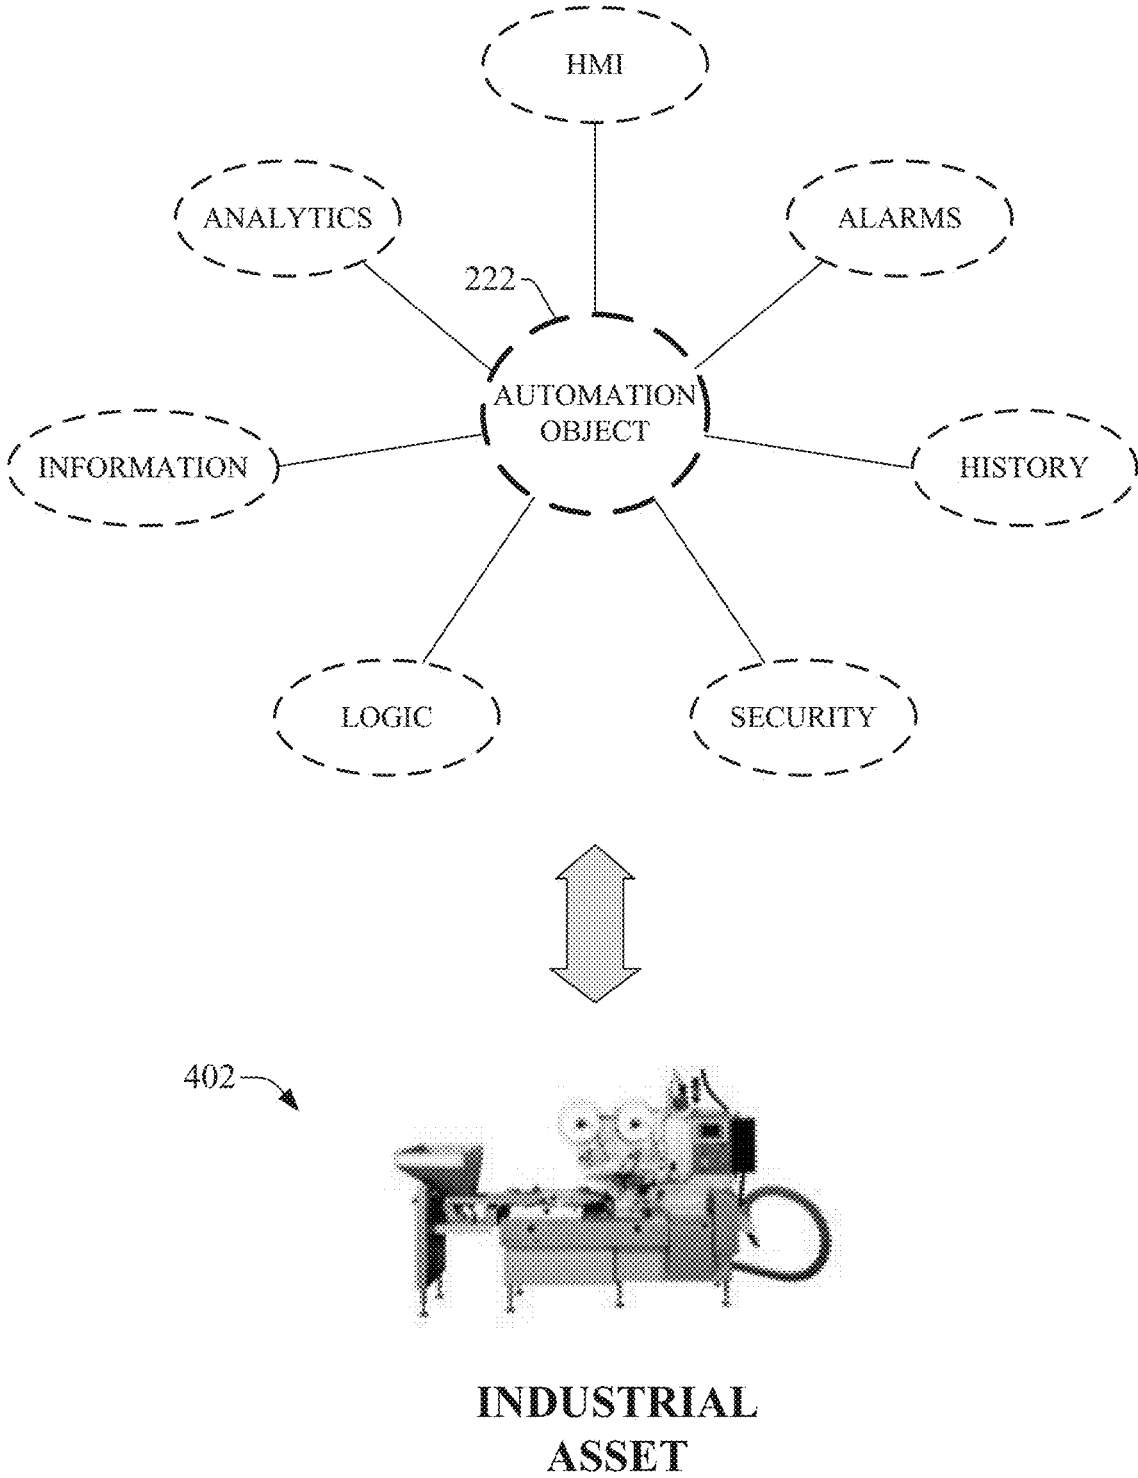 HMI
ANALYTICS
ALARMS
222
AUTOMATION
OBJECT
INFORMATION
HISTORY
LOGIC
SECURITY
402
INDUSTRIAL
ASSET